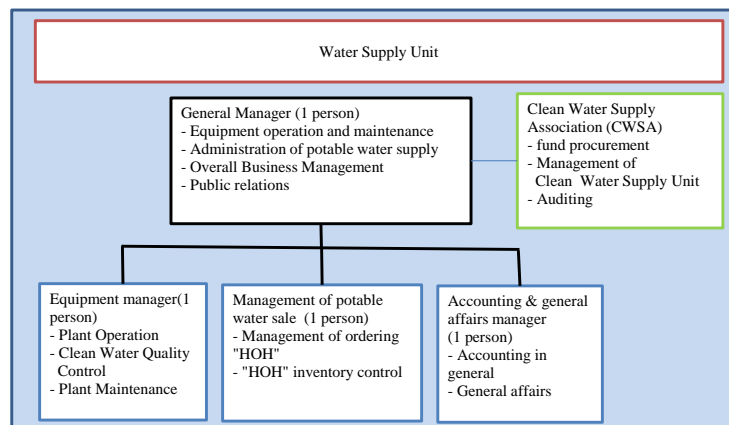 Water Supply Unit
General Manager (1 person)
- Equipment operation and maintenance
- Administration of potable water supply
- Overall Business Management
- Public relations
Clean Water Supply
Association (CWSA)
- fund procurement
- Management of
Clean Water Supply Unit
- Auditing
Equipment manager(1
person)
- Plant Operation
- Clean Water Quality
Control
- Plant Maintenance
Management of potable
water sale (1 person)
- Management of ordering
"HOH"
- "HOH" inventory control
Accounting & general
affairs manager
(1 person)
- Accounting in
general
- General affairs